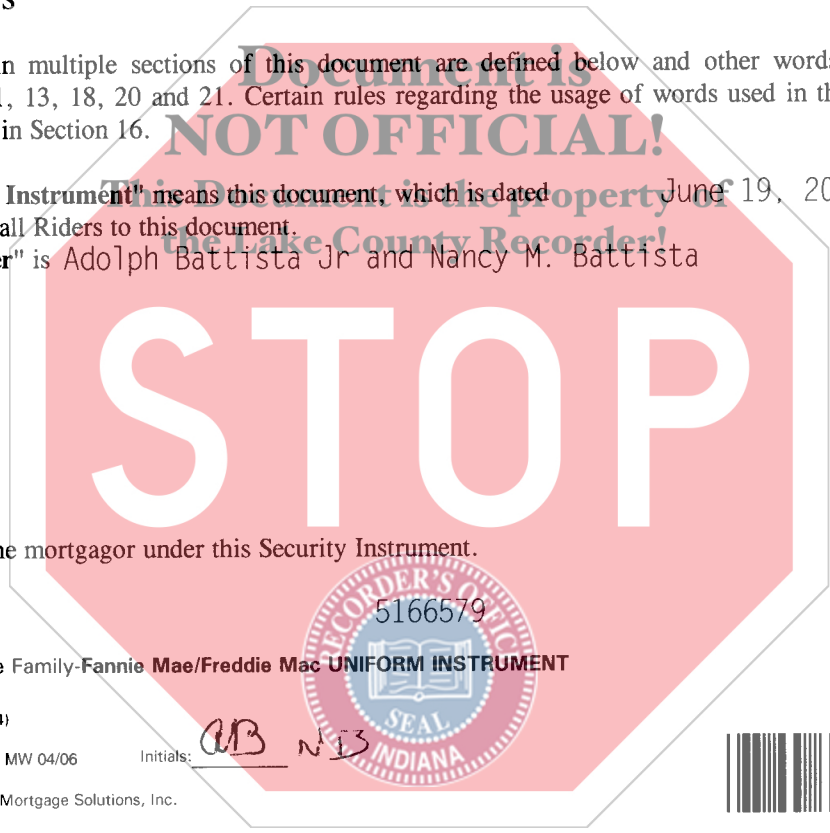 s
n multiple sections of this document are defined below and other words
, 13, 18, 20 and 21. Certain rules regarding the usage of words used in th
in Section 16.
Document is
NOT OFFICIAL!
This Document is the property of
the Lake County Recorder!
Instrument" means this document, which is dated June 19, 20
all Riders to this document.
r" is Adolph Battista Jr and Nancy M. Battista
STOP
e mortgagor under this Security Instrument.
RECORDER'S OFFICE
5166579
e Family-Fannie Mae/Freddie Mac UNIFORM INSTRUMENT
SEAL
INDIANA
4)
MW 04/06 Initials: AB NB
Mortgage Solutions, Inc.